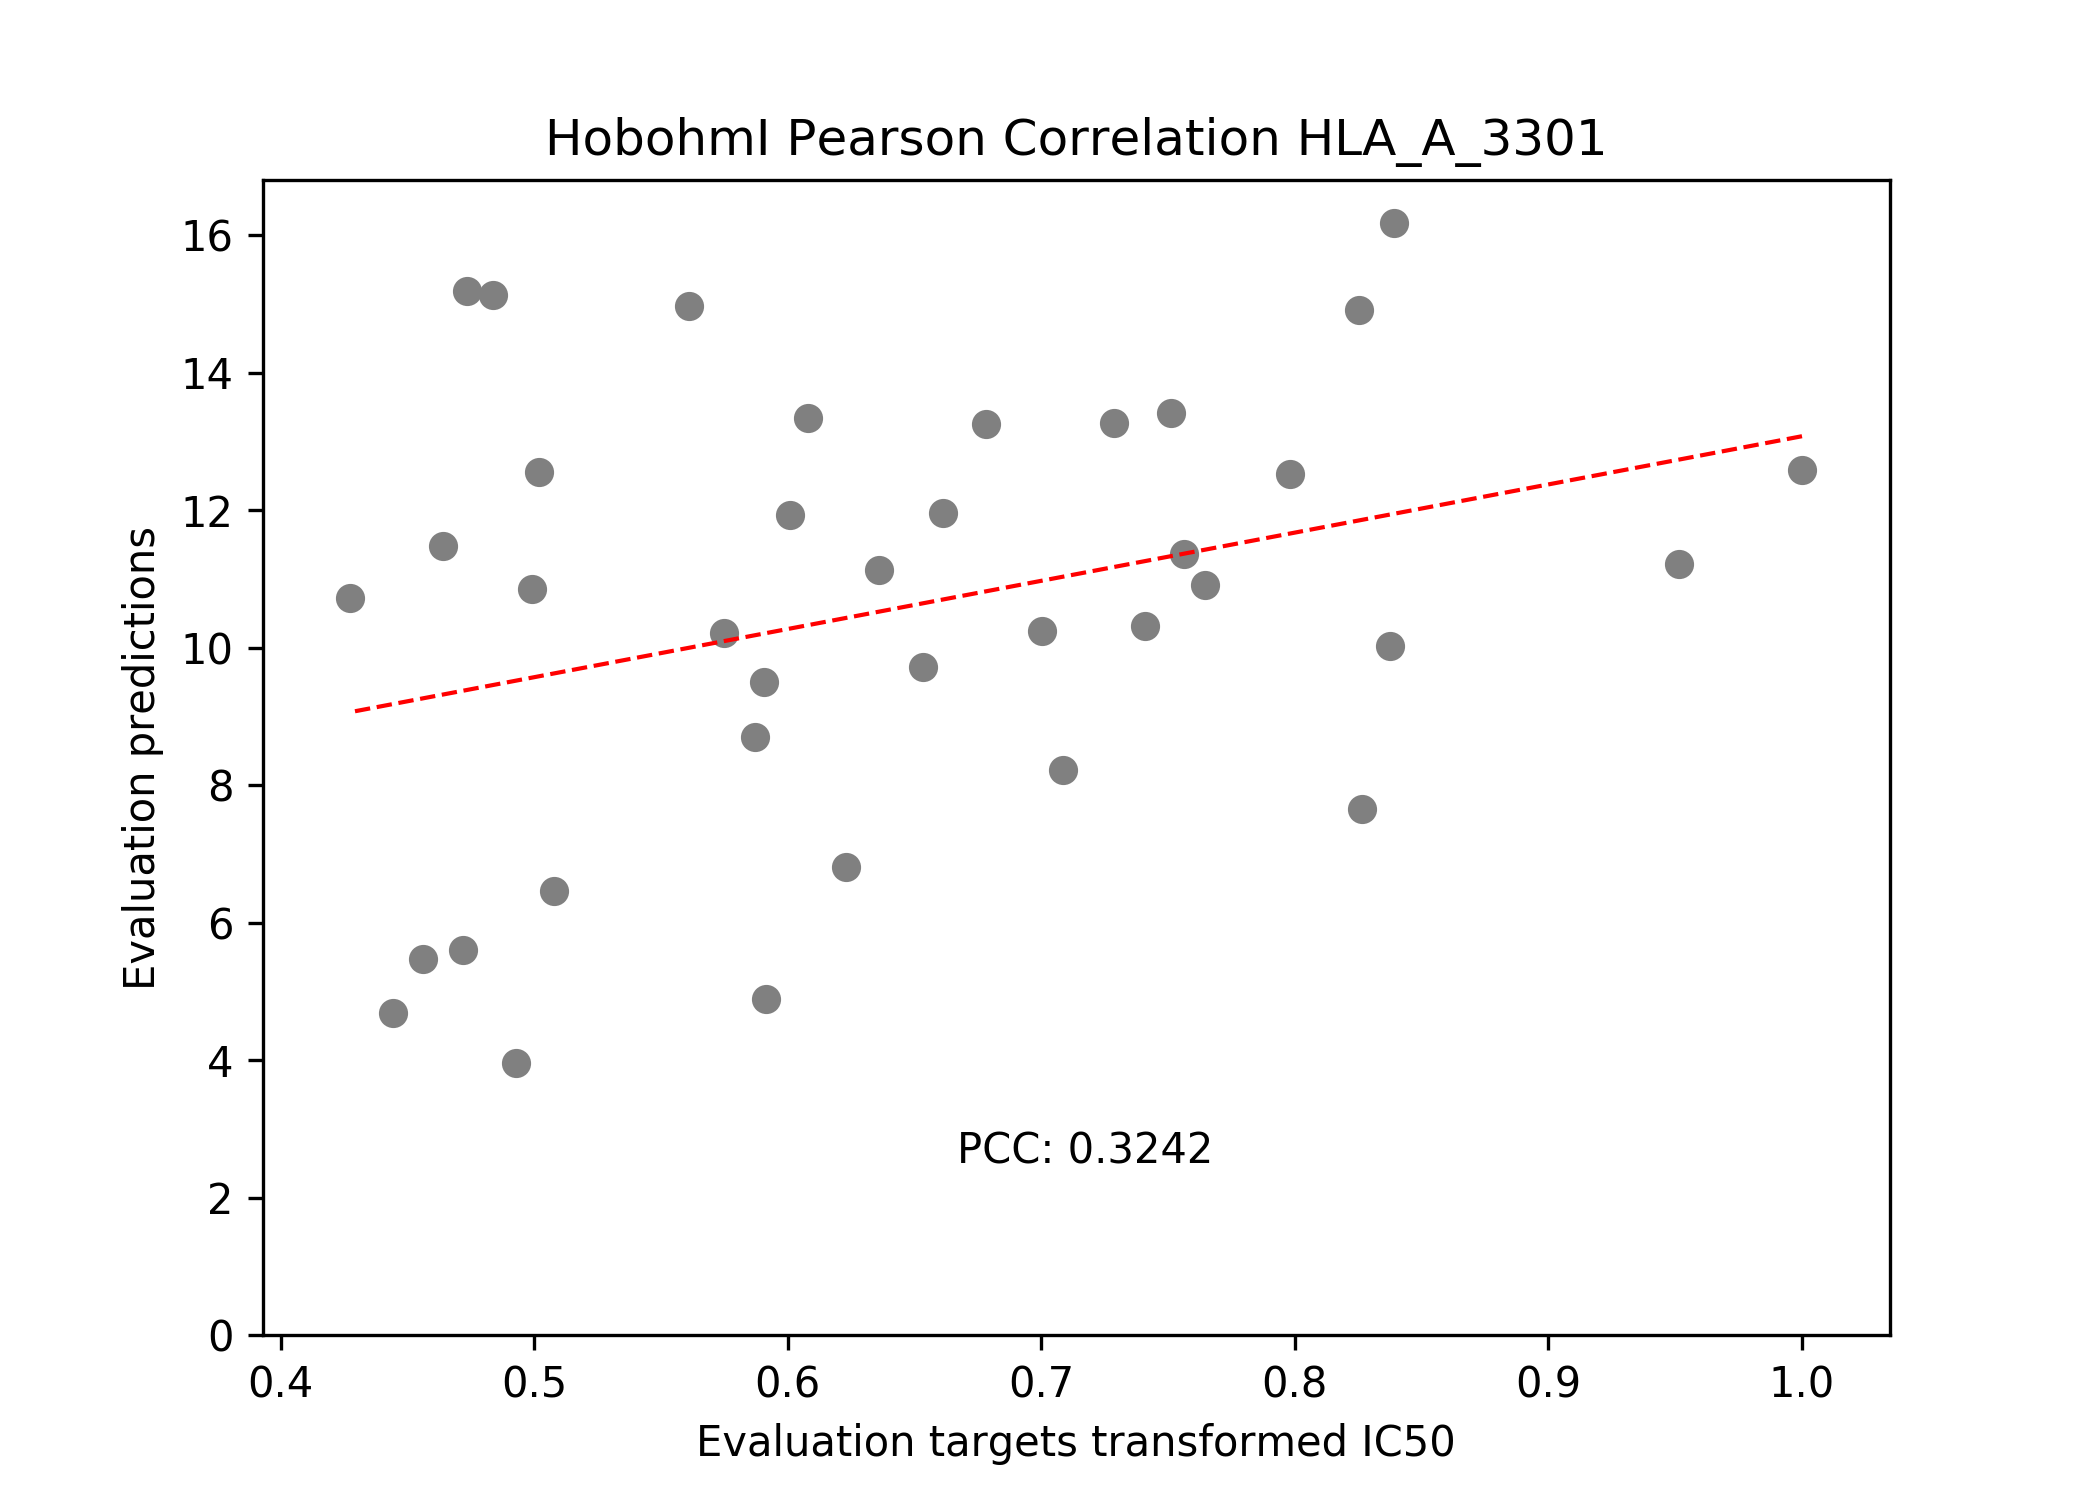 HobohmI Pearson Correlation HLA_A_3301
16
14
12
10
8
6
4
2
0
Evaluation predictions
PCC: 0.3242
0.4 0.5 0.6 0.7 0.8 0.9 1.0
Evaluation targets transformed IC50